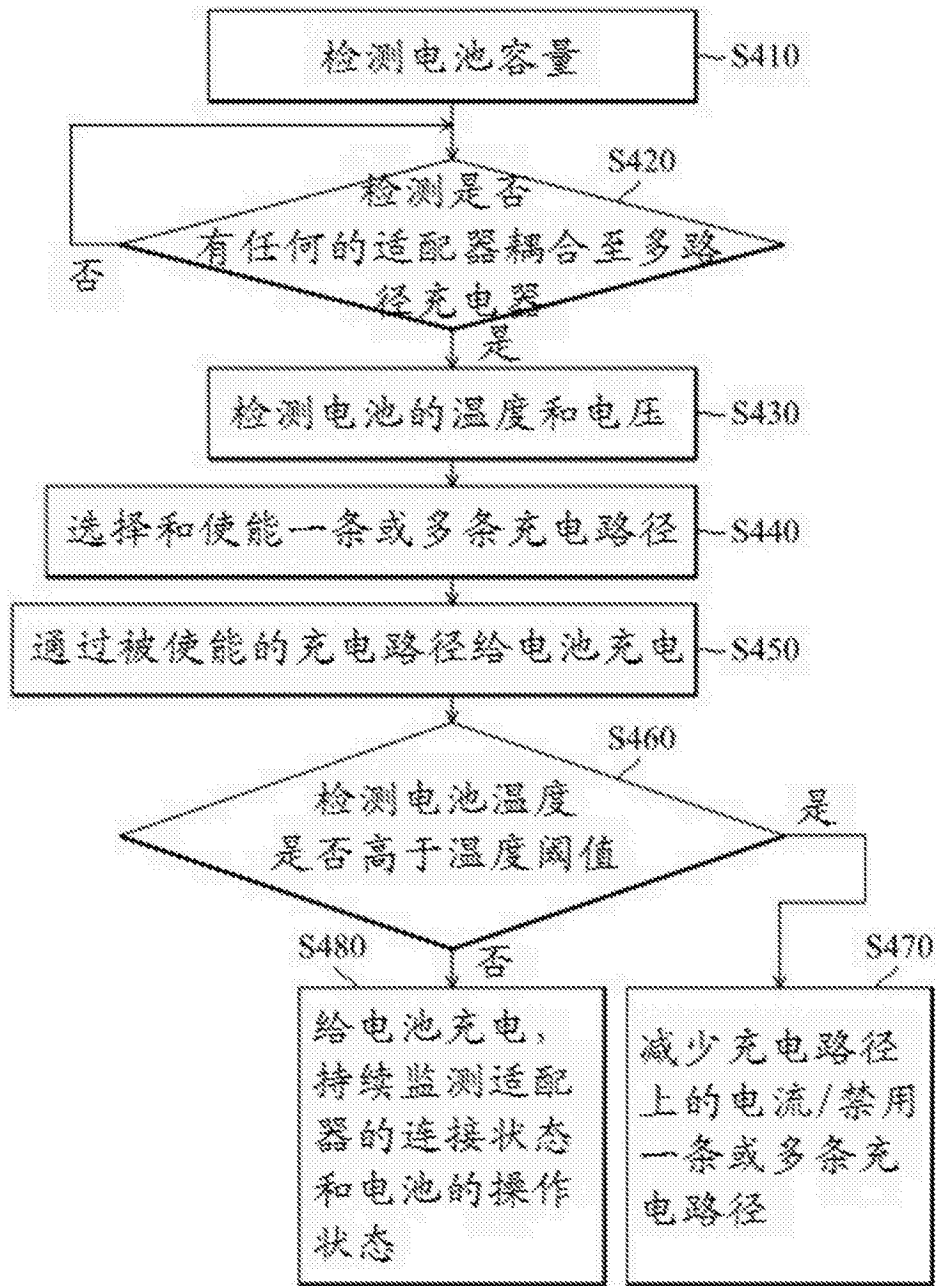 检测电池容量
S410
S420
检测是否
有任何的适配器耦合至多路
径充电器
否
是
检测电池的温度和电压
S430
选择和使能一条或多条充电路径
S440
通过被使能的充电路径给电池充电
S450
S460
检测电池温度
是否高于温度阈值
是
否
S480
给电池充电，
持续监测适配
器的连接状态
和电池的操作
状态
S470
减少充电路径
上的电流/禁用
一条或多条充
电路径